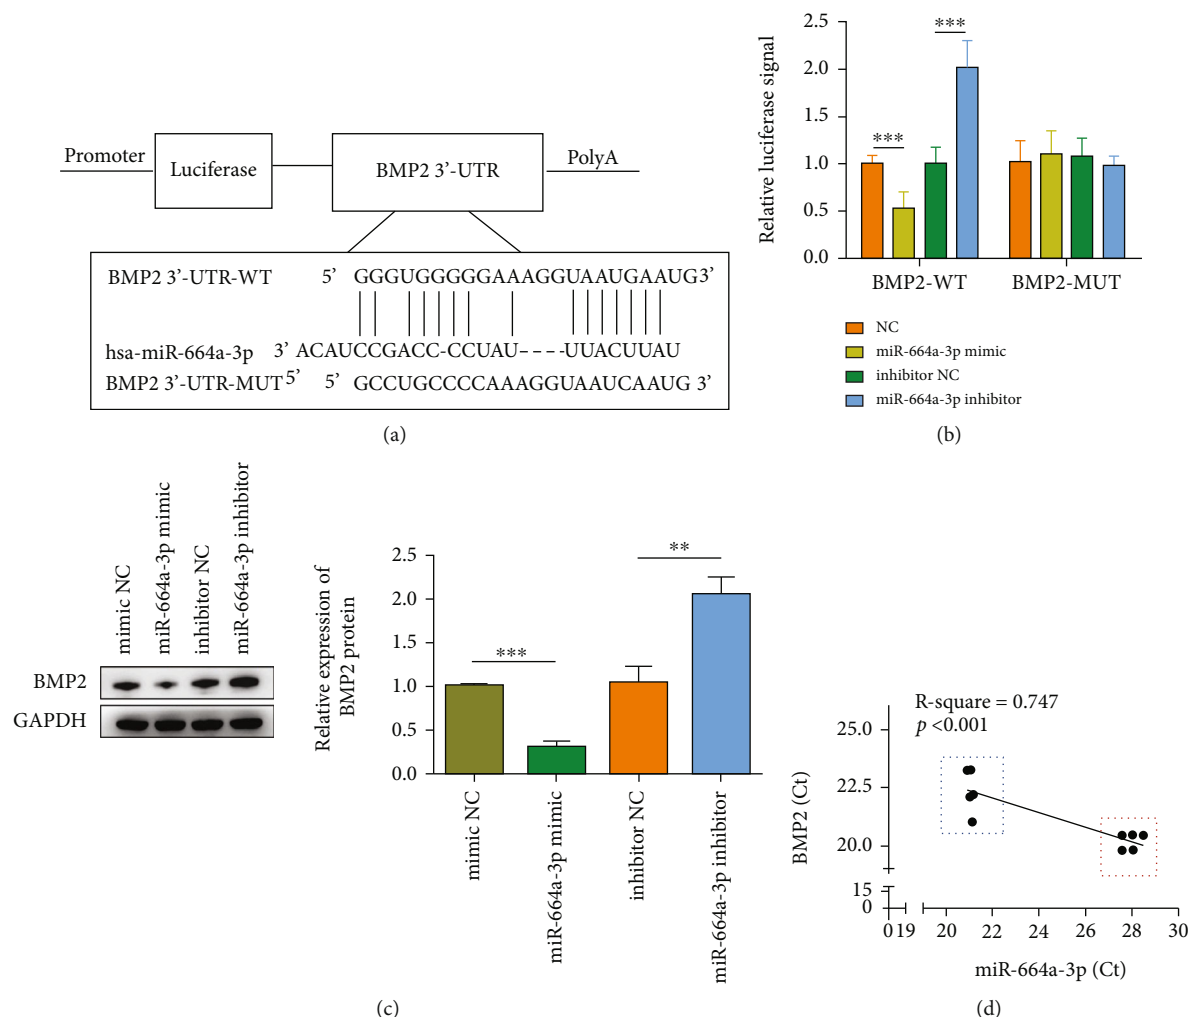 Promoter
Luciferase
BMP2 3’-UTR
PolyA
BMP2 3’-UTR-WT 5’ GGGUGGGGGAAAGGUAAUGAAUG3’
hsa-miR-664a-3p 3’ ACAUCCGACC-CCUAU----UUACUUAU
BMP2 3’-UTR-MUT 5’ 5’ GCCUGCCCCAAAGGUAAUCAAUG 3’
(a)
Relative luciferase signal
2.5
2.0
1.5
1.0
0.5
0.0
***
***
BMP2-WT
BMP2-MUT
NC
miR-664a-3p mimic
inhibitor NC
miR-664a-3p inhibitor
(b)
mimic NC
miR-664a-3p mimic
inhibitor NC
miR-664a-3p inhibitor
BMP2
GAPDH
Relative expression of
BMP2 protein
2.5
2.0
1.5
1.0
0.5
0.0
***
**
mimic NC
miR-664a-3p mimic
inhibitor NC
miR-664a-3p inhibitor
(c)
R-square = 0.747
p <0.001
BMP2 (Ct)
25.0
22.5
20.0
15
0
0 19 20 22 24 26 28 30
miR-664a-3p (Ct)
(d)